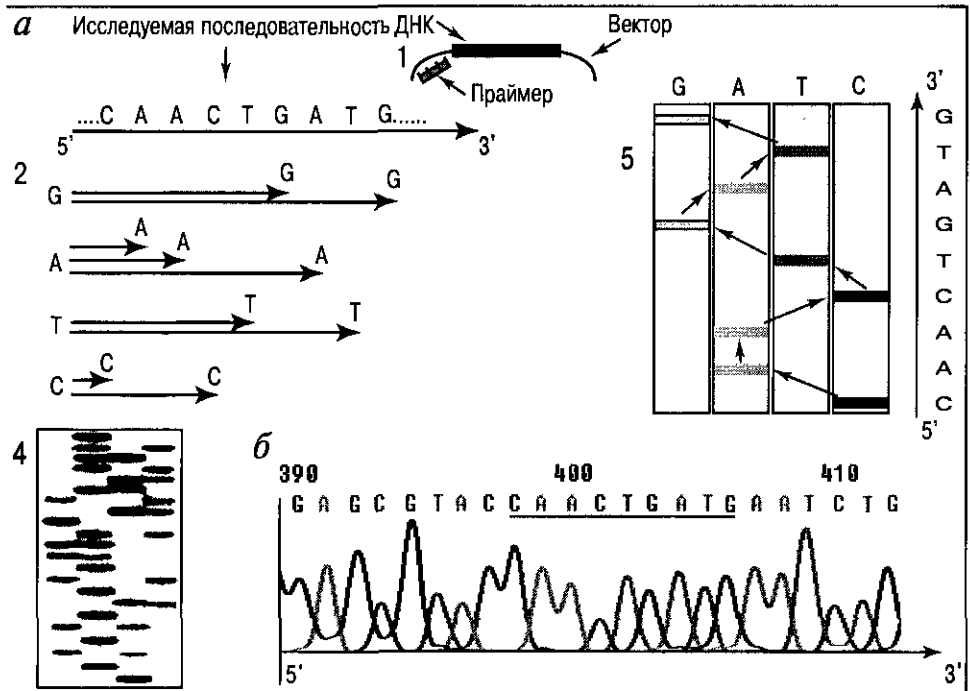 а Исследуемая последовательность ДНК
1
Вектор
Праймер
....C A A C T G A T G......
5' 3'
2
G G G
A A A A
T T T
C C C
4
5
G A T C
3'
G
T
A
G
T
C
A
A
C
5'
б
390 400 410
G A G C G T A C C A A C T G A T G A A T C T G
5' 3'